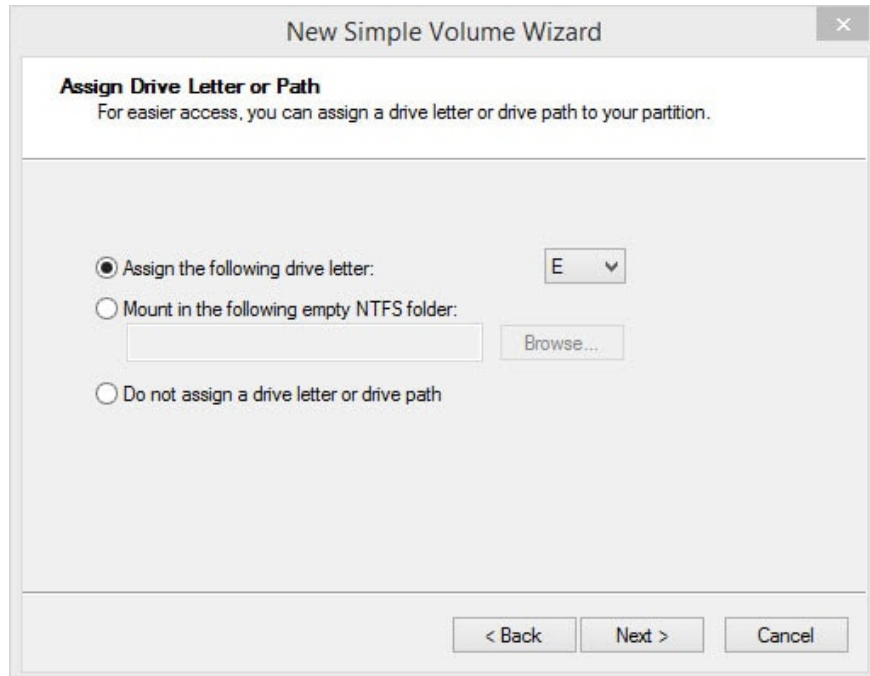 New Simple Volume Wizard
Assign Drive Letter or Path
For easier access, you can assign a drive letter or drive path to your partition.
Assign the following drive letter: E
Mount in the following empty NTFS folder:
Browse...
Do not assign a drive letter or drive path
< Back Next > Cancel